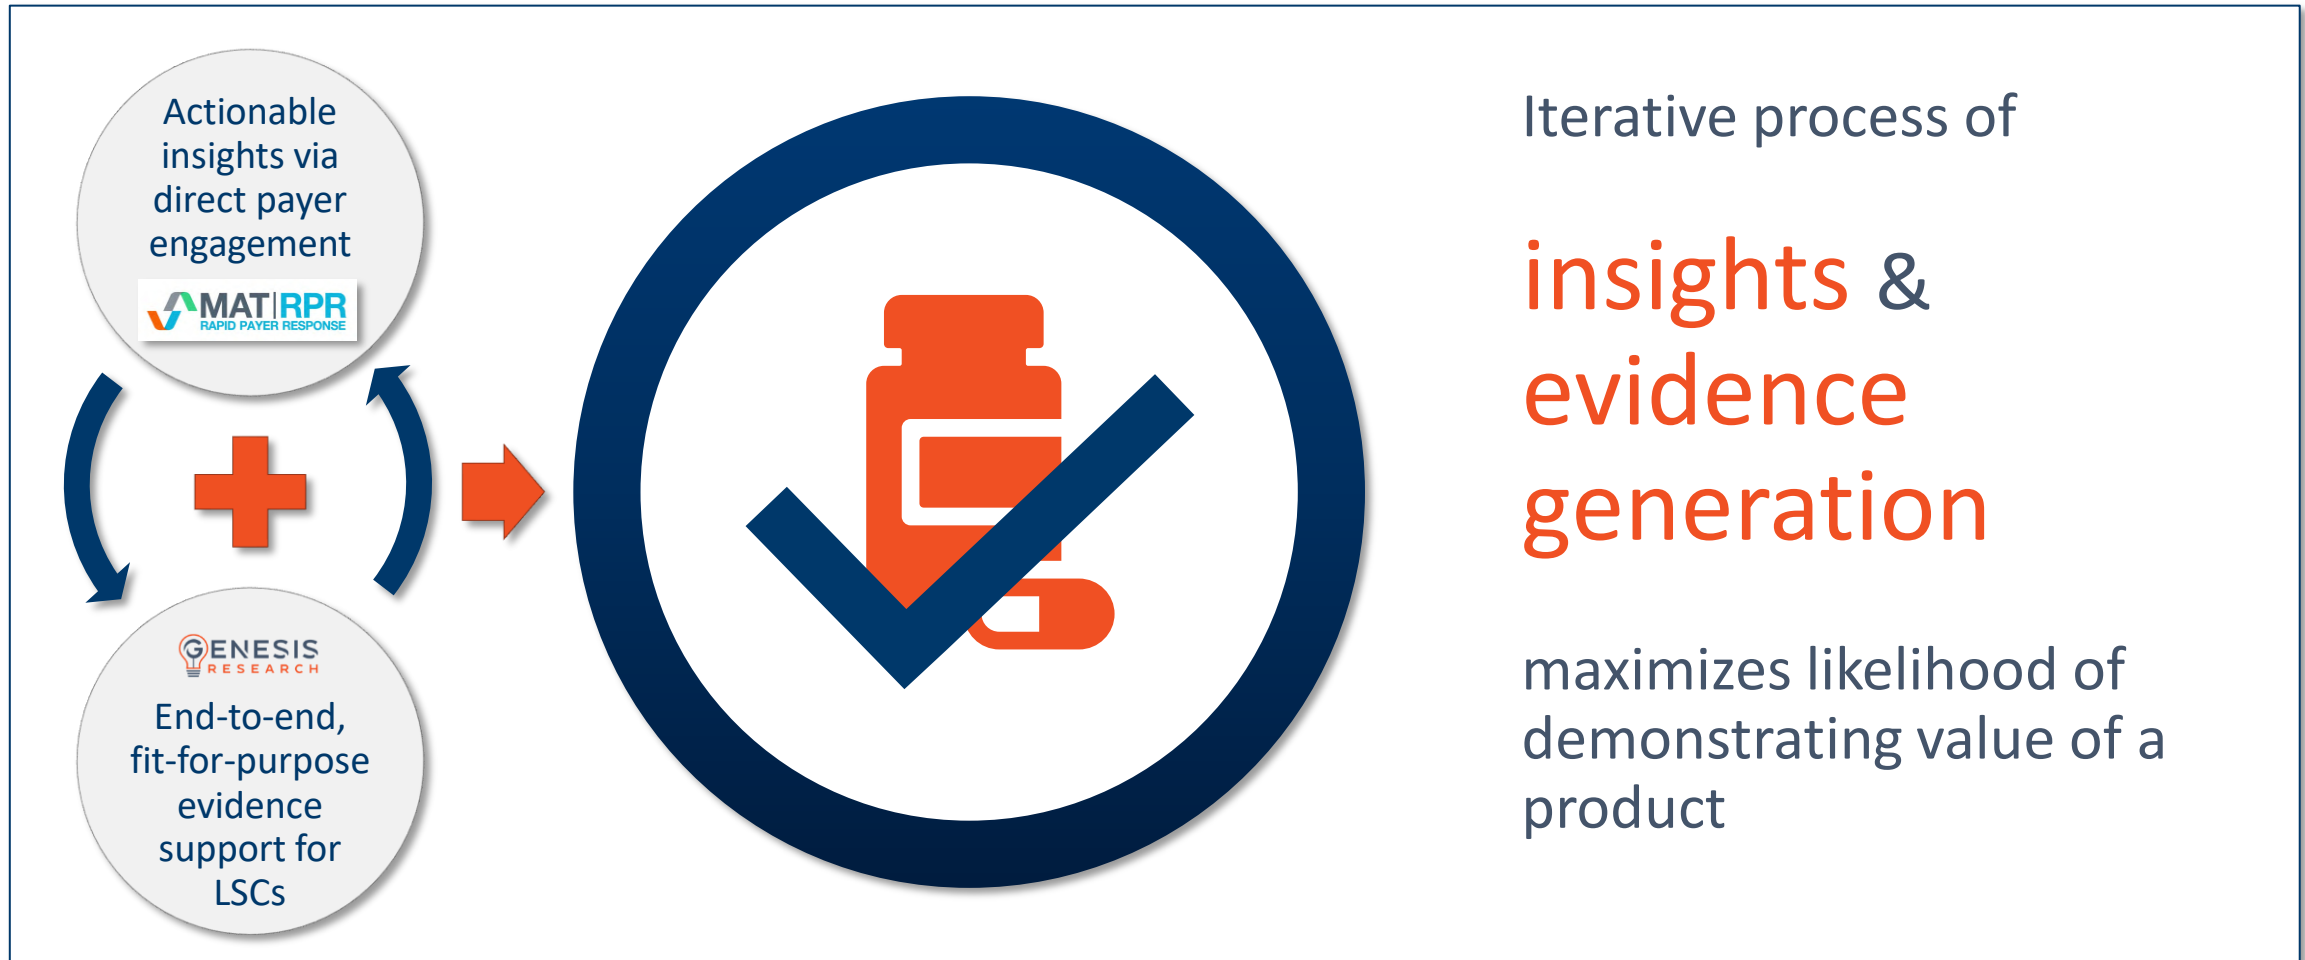 Actionable
insights via
direct payer
engagement
MAT|RPR
RAPID PAYER RESPONSE
GENESIS
RESEARCH
End-to-end,
fit-for-purpose
evidence
support for
LSCs
Iterative process of
insights &
evidence
generation
maximizes likelihood of
demonstrating value of a
product